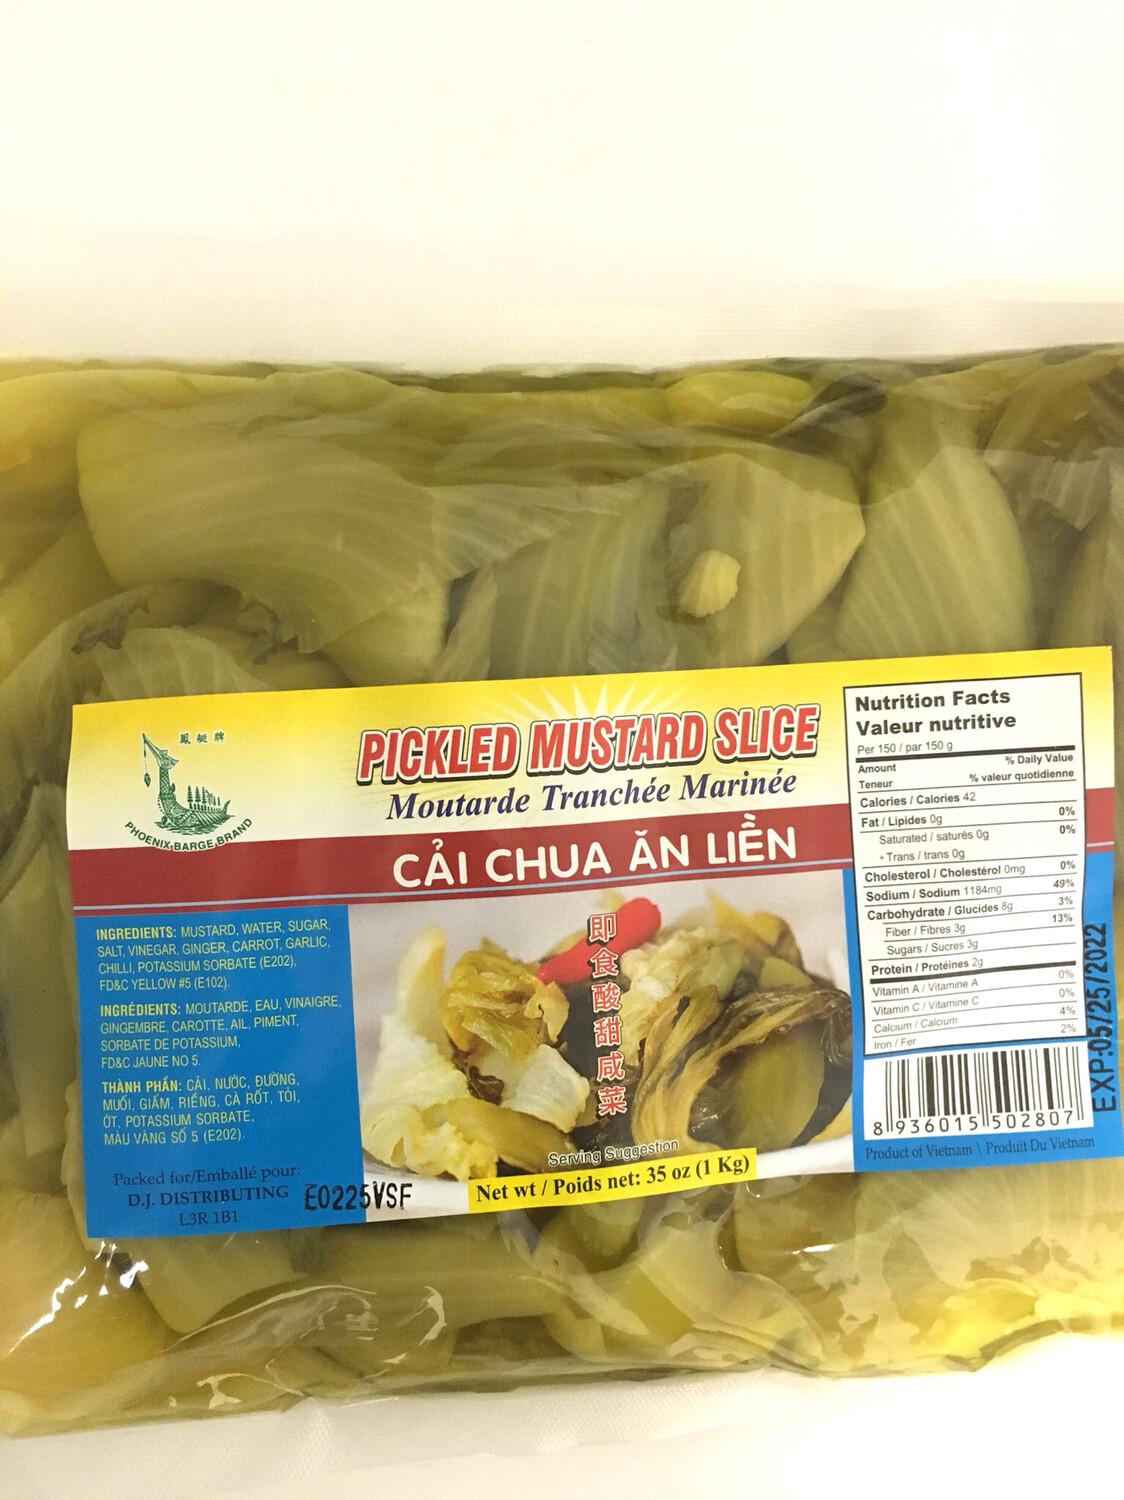 鳳艇牌
PHOENIX BARGE BRAND
PICKLED MUSTARD SLICE
Moutarde Tranchée Marinée
CẢI CHUA ĂN LIỀN
INGREDIENTS: MUSTARD, WATER, SUGAR,
SALT, VINEGAR, GINGER, CARROT, GARLIC,
CHILLI, POTASSIUM SORBATE (E202),
FD&C YELLOW #5 (E102).
INGRÉDIENTS: MOUTARDE, EAU, VINAIGRE,
GINGEMBRE, CAROTTE, AIL, PIMENT,
SORBATE DE POTASSIUM,
FD&C JAUNE NO 5.
THÀNH PHẦN: CẢI, NƯỚC, ĐƯỜNG,
MUỐI, GIẤM, RIỀNG, CÀ RỐT, TỎI,
ỚT, POTASSIUM SORBATE,
MÀU VÀNG SỐ 5 (E202).
Packed for/Emballé pour:
D.J. DISTRIBUTING
L3R 1B1
E0225VSF
即食酸甜咸菜
Serving Suggestion
Net wt / Poids net: 35 oz (1 Kg)
Nutrition Facts
Valeur nutritive
Per 150 / par 150 g
Amount % Daily Value
Teneur % valeur quotidienne
Calories / Calories 42
Fat / Lipides 0g 0%
Saturated / saturés 0g 0%
+ Trans / trans 0g
Cholesterol / Cholestérol 0mg 0%
Sodium / Sodium 1184mg 49%
Carbohydrate / Glucides 8g 3%
Fiber / Fibres 3g 13%
Sugars / Sucres 3g
Protein / Protéines 2g
Vitamin A / Vitamine A 0%
Vitamin C / Vitamine C 0%
Calcium / Calcium 4%
Iron / Fer 2%
8 936015 502807
Product of Vietnam \ Produit Du Vietnam
EXP:05/25/2022